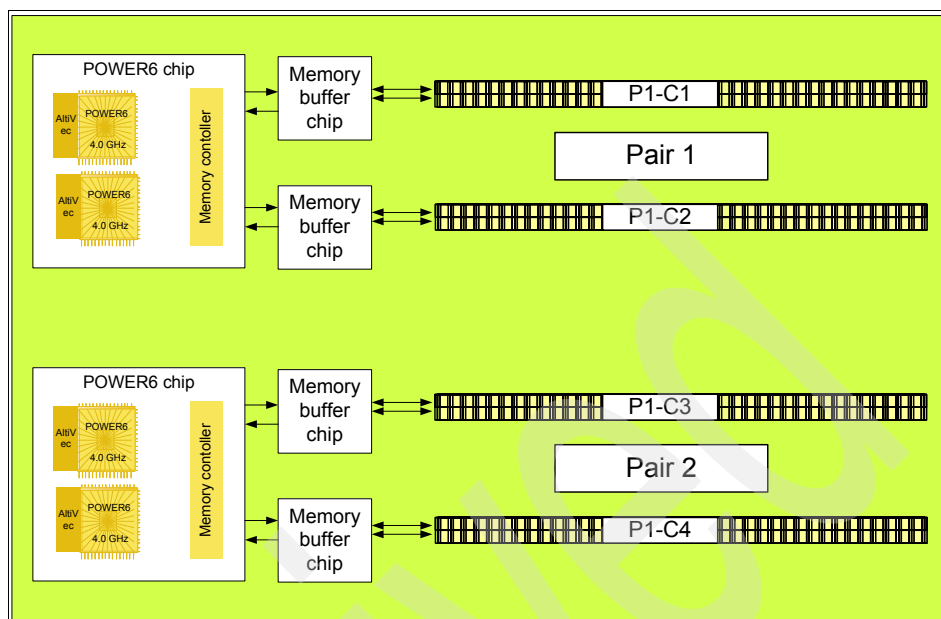 POWER6 chip
AltiV
ec
POWER6
4.0 GHz
AltiV
ec
POWER6
4.0 GHz
Memory contoller
Memory
buffer
chip
Memory
buffer
chip
P1-C1
Pair 1
P1-C2
POWER6 chip
AltiV
ec
POWER6
4.0 GHz
AltiV
ec
POWER6
4.0 GHz
Memory contoller
Memory
buffer
chip
Memory
buffer
chip
P1-C3
Pair 2
P1-C4